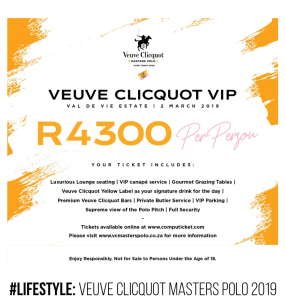 Veuve Clicquot
MASTERS POLO
VEUVE CLICQUOT VIP
VAL DE VIE ESTATE | 2 MARCH 2019
R4300 Per Person
YOUR TICKET INCLUDES:
Luxurious Lounge seating | VIP canapé service | Gourmet Grazing Tables |
Veuve Clicquot Yellow Label as your signature drink for the day |
Premium Veuve Clicquot Bars | Private Butler Service | VIP Parking |
Supreme view of the Polo Pitch | Full Security
Tickets available online at www.computicket.com
Please visit www.vcmasterspolo.co.za for more information
Enjoy Responsibly. Not for Sale to Persons Under the Age of 18.
#LIFESTYLE: VEUVE CLICQUOT MASTERS POLO 2019